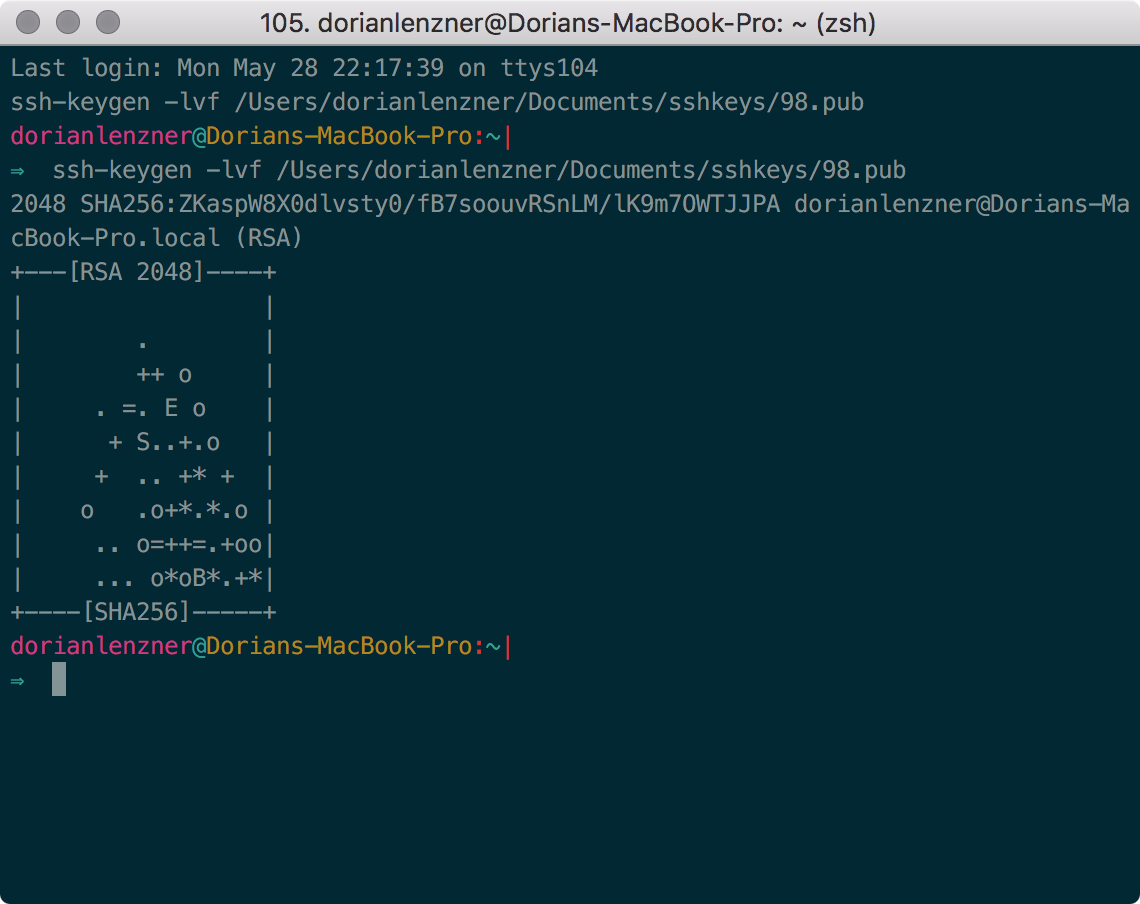 105. dorianlenzner@Dorians-MacBook-Pro: ~ (zsh)
Last login: Mon May 28 22:17:39 on ttys104
ssh-keygen -lvf /Users/dorianlenzner/Documents/sshkeys/98.pub
dorianlenzner@Dorians-MacBook-Pro:~|
⇒  ssh-keygen -lvf /Users/dorianlenzner/Documents/sshkeys/98.pub
2048 SHA256:ZKaspW8X0dlvsty0/fB7soouvRSnLM/lK9m7OWTJJPA dorianlenzner@Dorians-Ma
cBook-Pro.local (RSA)
+---[RSA 2048]----+
|                 |
|        .        |
|        ++ o     |
|     . =. E o    |
|      + S..+.o   |
|     +  .. +* +  |
|    o   .o+*.*.o |
|     .. o=++=.+oo|
|     ... o*oB*.+*|
+----[SHA256]-----+
dorianlenzner@Dorians-MacBook-Pro:~|
⇒